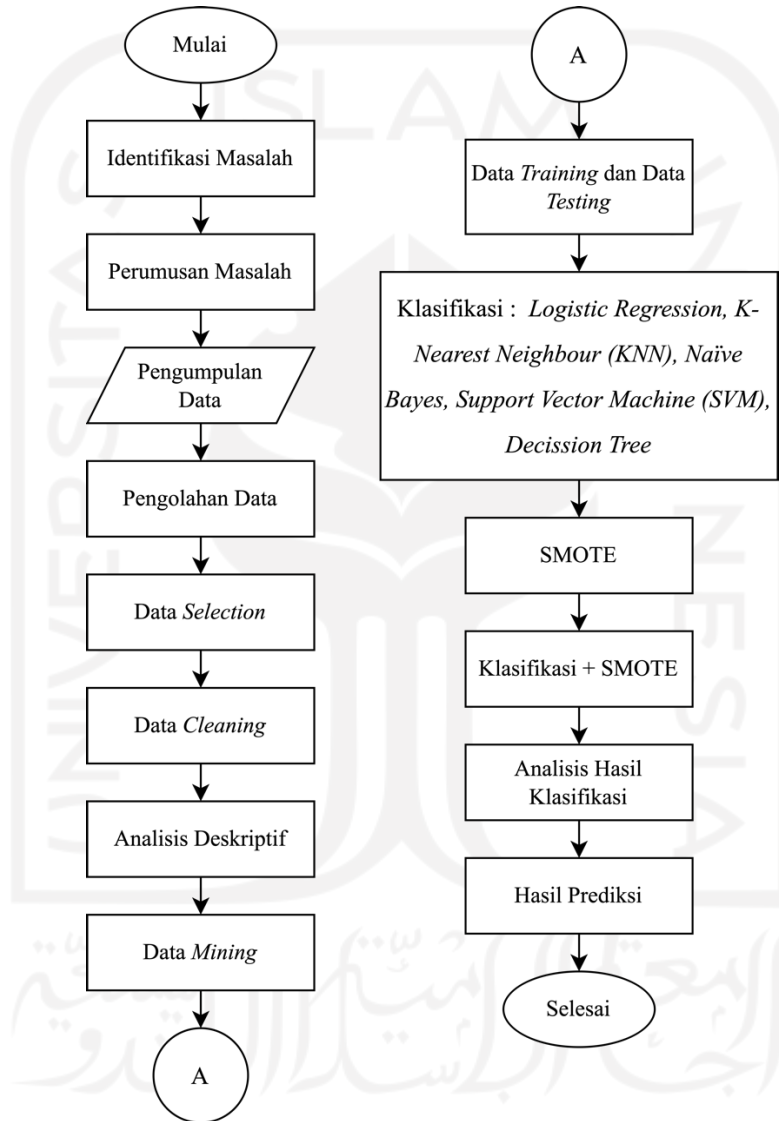 Mulai
Identifikasi Masalah
Perumusan Masalah
Pengumpulan
Data
Pengolahan Data
Data Selection
Data Cleaning
Analisis Deskriptif
Data Mining
A
A
Data Training dan Data
Testing
Klasifikasi : Logistic Regression, K-
Nearest Neighbour (KNN), Naïve
Bayes, Support Vector Machine (SVM),
Decission Tree
SMOTE
Klasifikasi + SMOTE
Analisis Hasil
Klasifikasi
Hasil Prediksi
Selesai
UNIVERSITAS
ISLAM